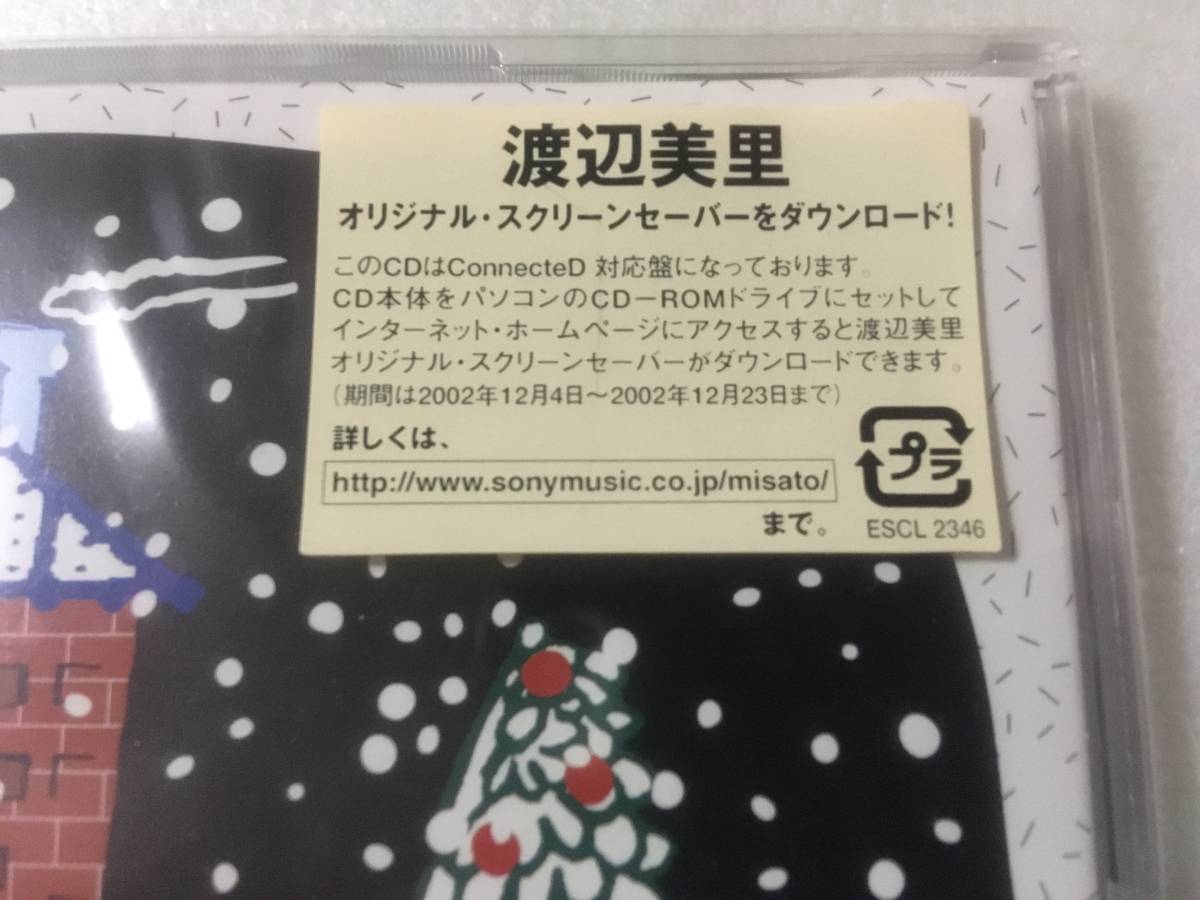 渡辺美里
オリジナル・スクリーンセーバーをダウンロード!
このCDはConnecteD 対応盤になっております。
CD本体をパソコンのCD－ROMドライブにセットして
インターネット・ホームページにアクセスすると渡辺美里
オリジナル・スクリーンセーバーがダウンロードできます。
(期間は2002年12月4日～2002年12月23日まで)
詳しくは、
http://www.sonymusic.co.jp/misato/
まで。
プラ
ESCL 2346